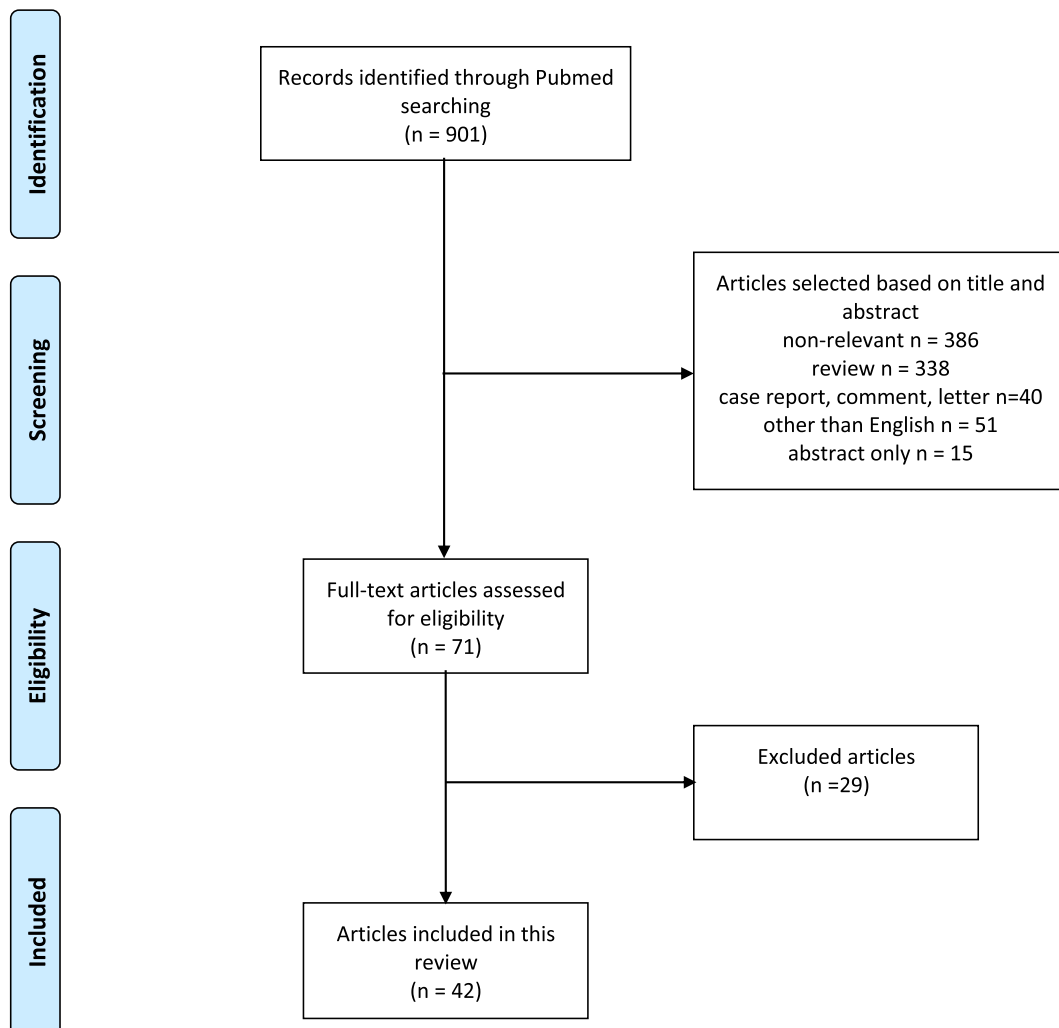 Identification
Records identified through Pubmed
searching
(n = 901)
Screening
Articles selected based on title and
abstract
non-relevant n = 386
review n = 338
case report, comment, letter n=40
other than English n = 51
abstract only n = 15
Eligibility
Full-text articles assessed
for eligibility
(n = 71)
Excluded articles
(n =29)
Included
Articles included in this
review
(n = 42)